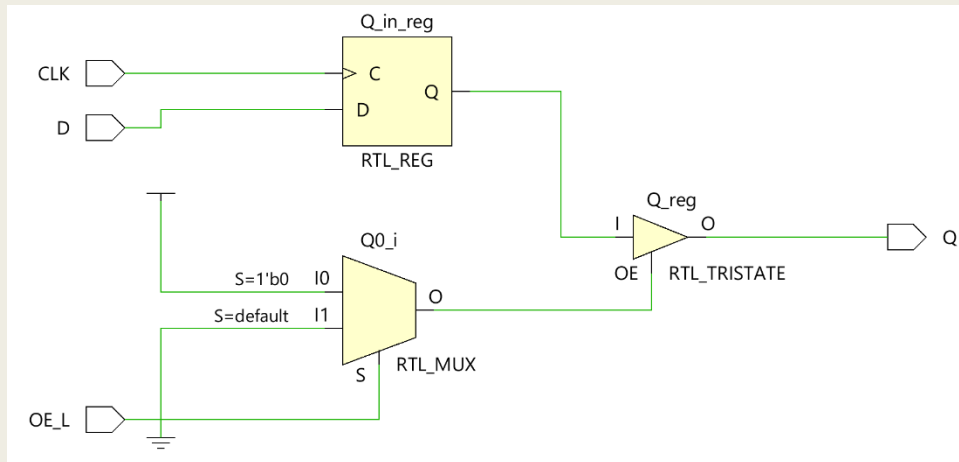 Q_in_reg
CLK
C
Q
D
D
RTL_REG
Q_reg
I
O
Q
OE
RTL_TRISTATE
Q0_i
S=1'b0
I0
O
S=default
I1
S
RTL_MUX
OE_L